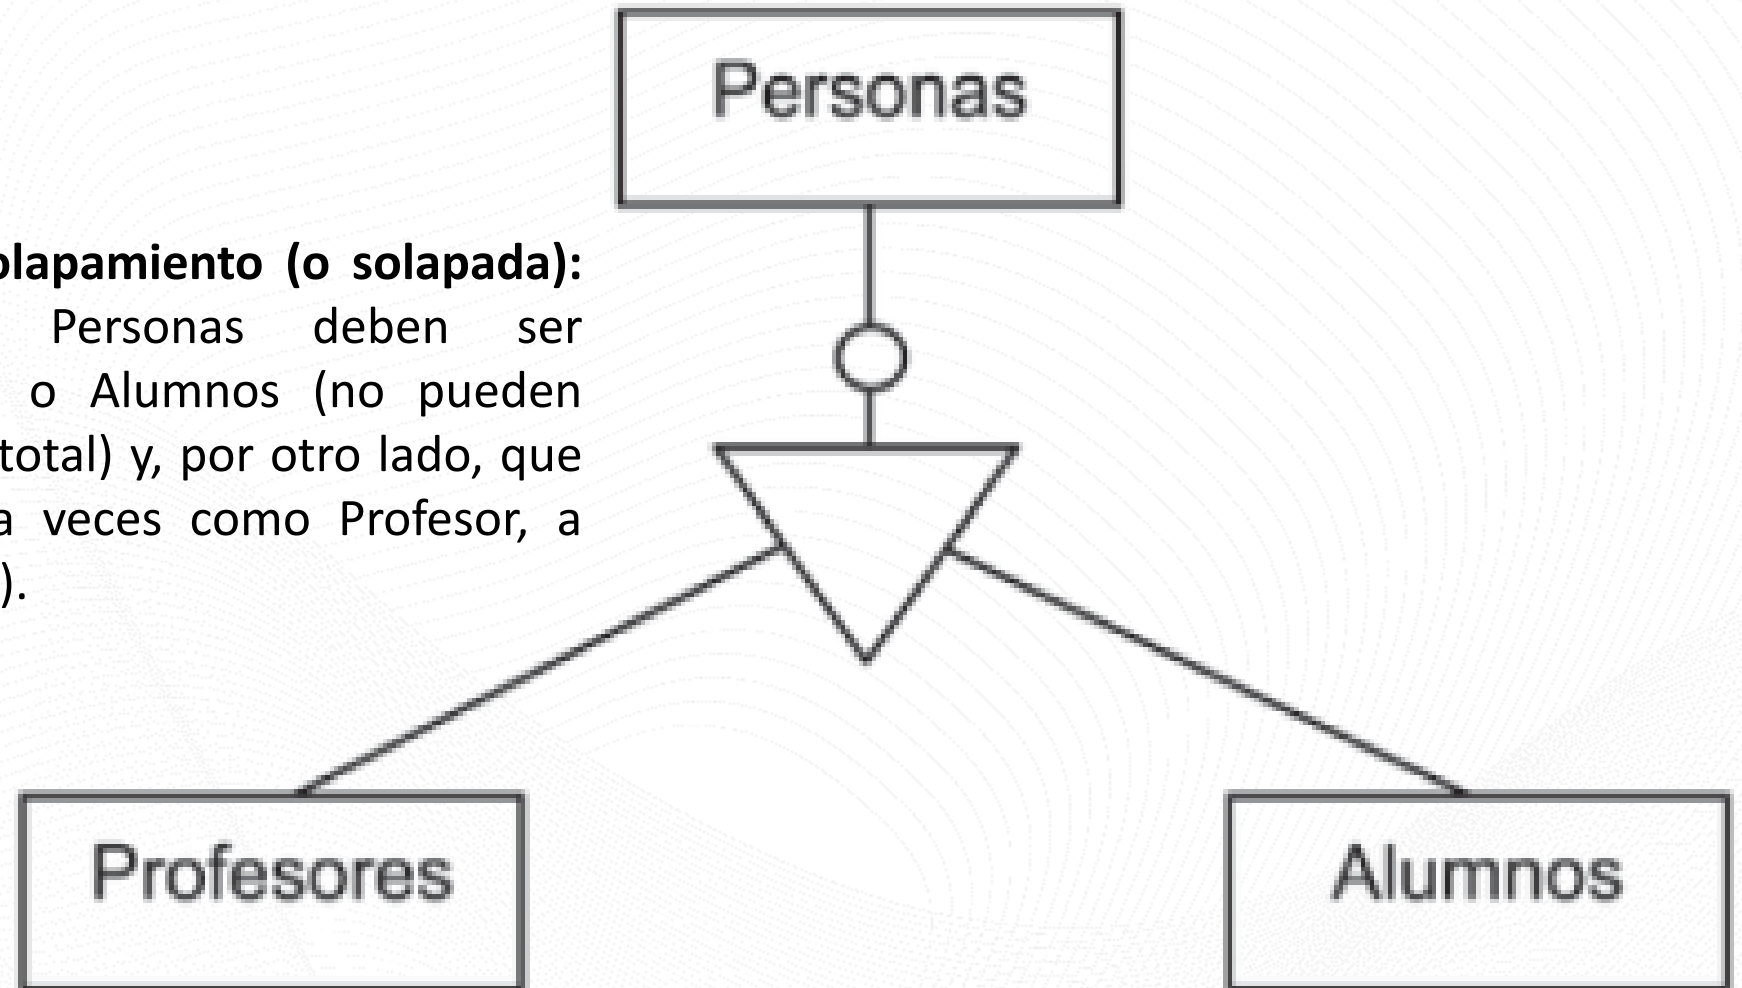 Personas
olapamiento (o solapada):
Personas deben ser
o Alumnos (no pueden
total) y, por otro lado, que
a veces como Profesor, a
).
Profesores
Alumnos